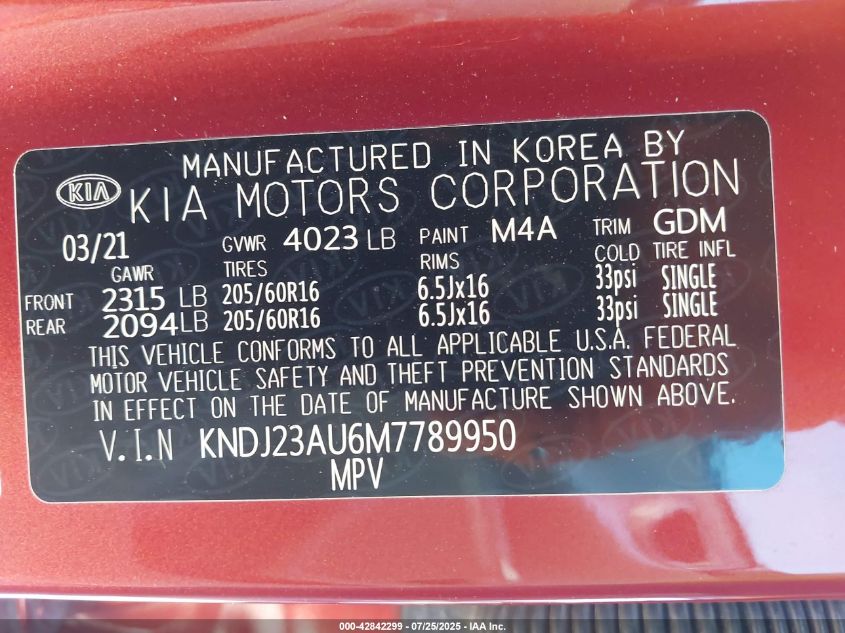 MANUFACTURED IN KOREA BY
KIA KIA MOTORS CORPORATION
03/21 GVWR 4023 LB PAINT M4A TRIM GDM
GAWR TIRES RIMS COLD TIRE INFL
FRONT 2315 LB 205/60R16 6.5Jx16 33psi SINGLE
REAR 2094 LB 205/60R16 6.5Jx16 33psi SINGLE
THIS VEHICLE CONFORMS TO ALL APPLICABLE U.S.A. FEDERAL
MOTOR VEHICLE SAFETY AND THEFT PREVENTION STANDARDS
IN EFFECT ON THE DATE OF MANUFACTURE SHOWN ABOVE.
V.I.N KNDJ23AU6M7789950
MPV
000-42842299 - 07/25/2025 - IAA Inc.